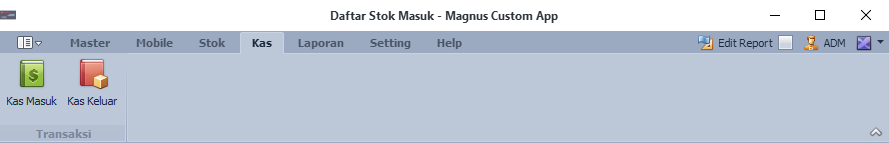 Daftar Stok Masuk - Magnus Custom App
Master Mobile Stok Kas Laporan Setting Help Edit Report ADM
Kas Masuk Kas Keluar
Transaksi